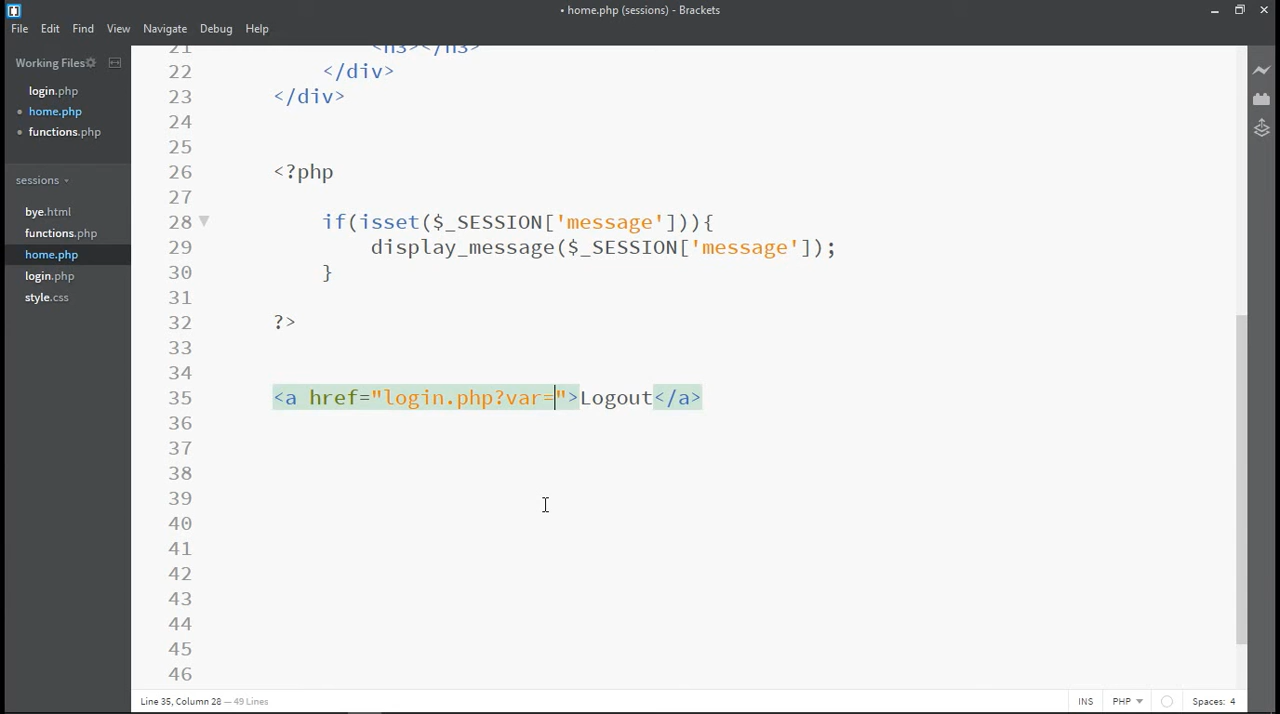 • home.php (sessions) - Brackets
File Edit Find View Navigate Debug Help
Working Files
login.php
• home.php
• functions.php
sessions
bye.html
functions.php
home.php
login.php
style.css
21 <h3></h3>
22 </div>
23 </div>
24
25
26 <?php
27
28 if(isset($_SESSION['message'])){
29 display_message($_SESSION['message']);
30 }
31
32 ?>
33
34
35 <a href="login.php?var=">Logout</a>
36
37
38
39
40
41
42
43
44
45
46
Line 35, Column 28 — 49 Lines
INS PHP Spaces: 4